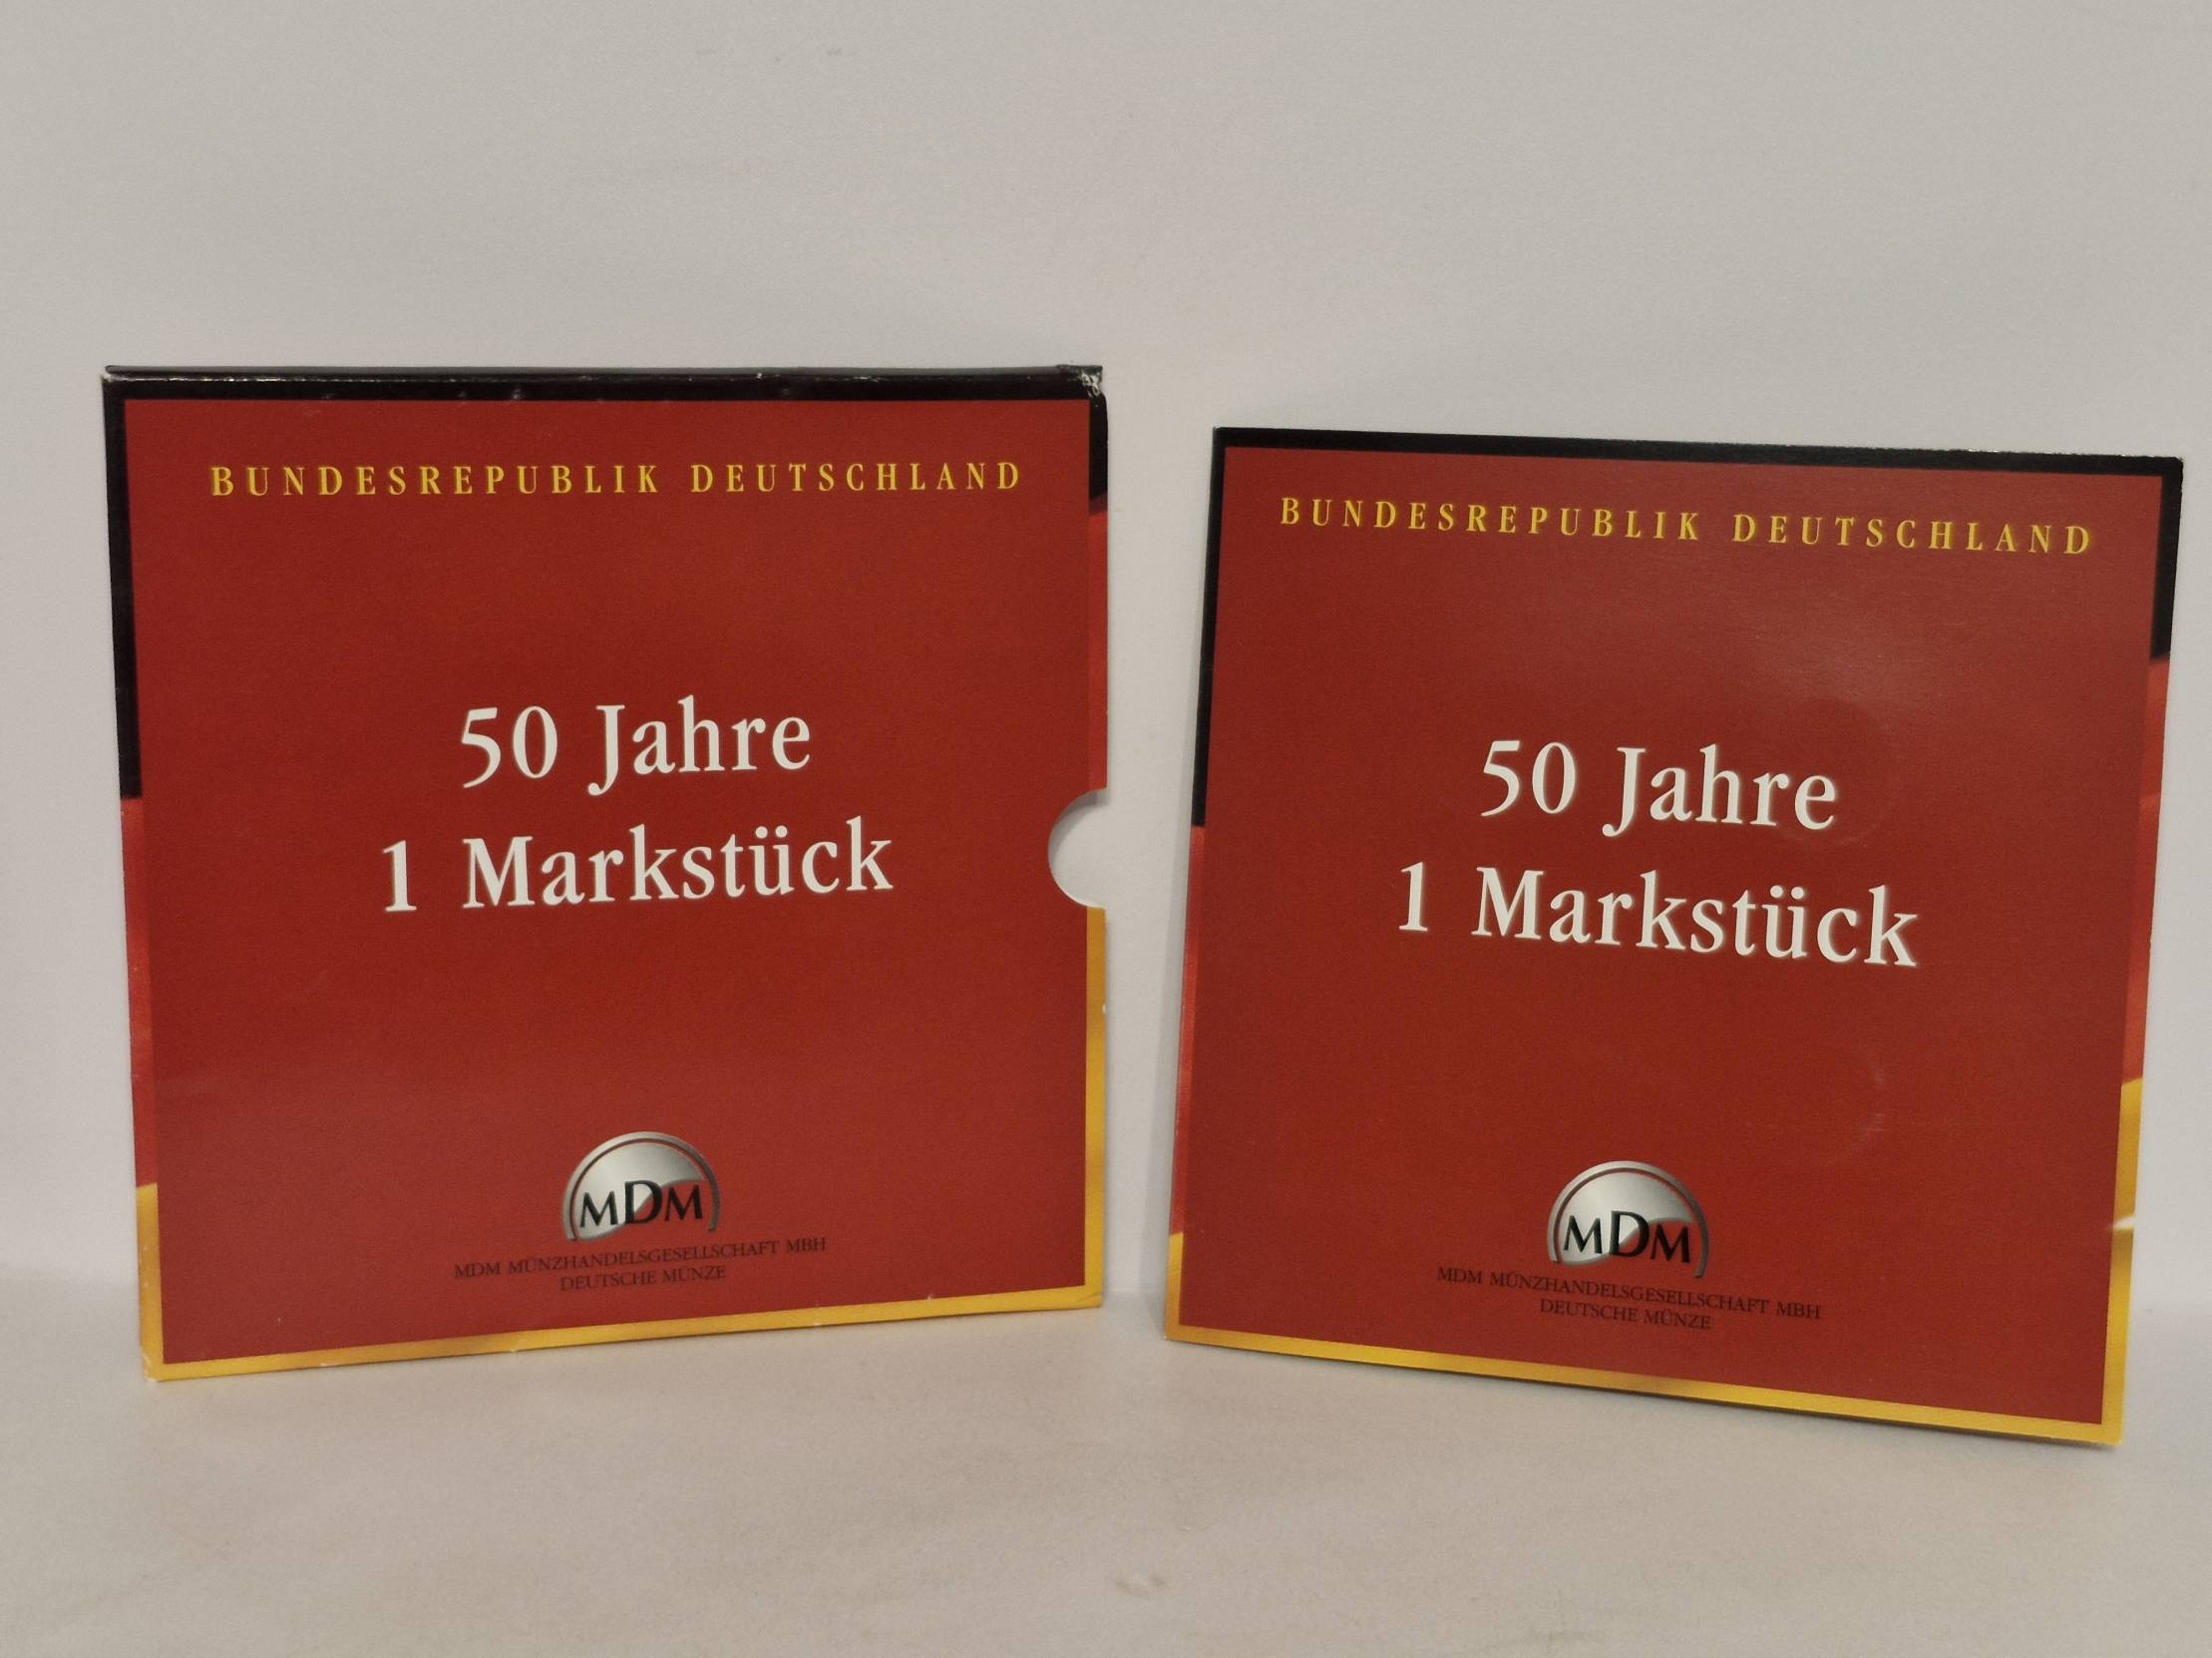 BUNDESREPUBLIK DEUTSCHLAND
50 Jahre
1 Markstück
MDM
MDM MÜNZHANDELSGESELLSCHAFT MBH
DEUTSCHE MÜNZE
BUNDESREPUBLIK DEUTSCHLAND
50 Jahre
1 Markstück
MDM
MDM MÜNZHANDELSGESELLSCHAFT MBH
DEUTSCHE MÜNZE